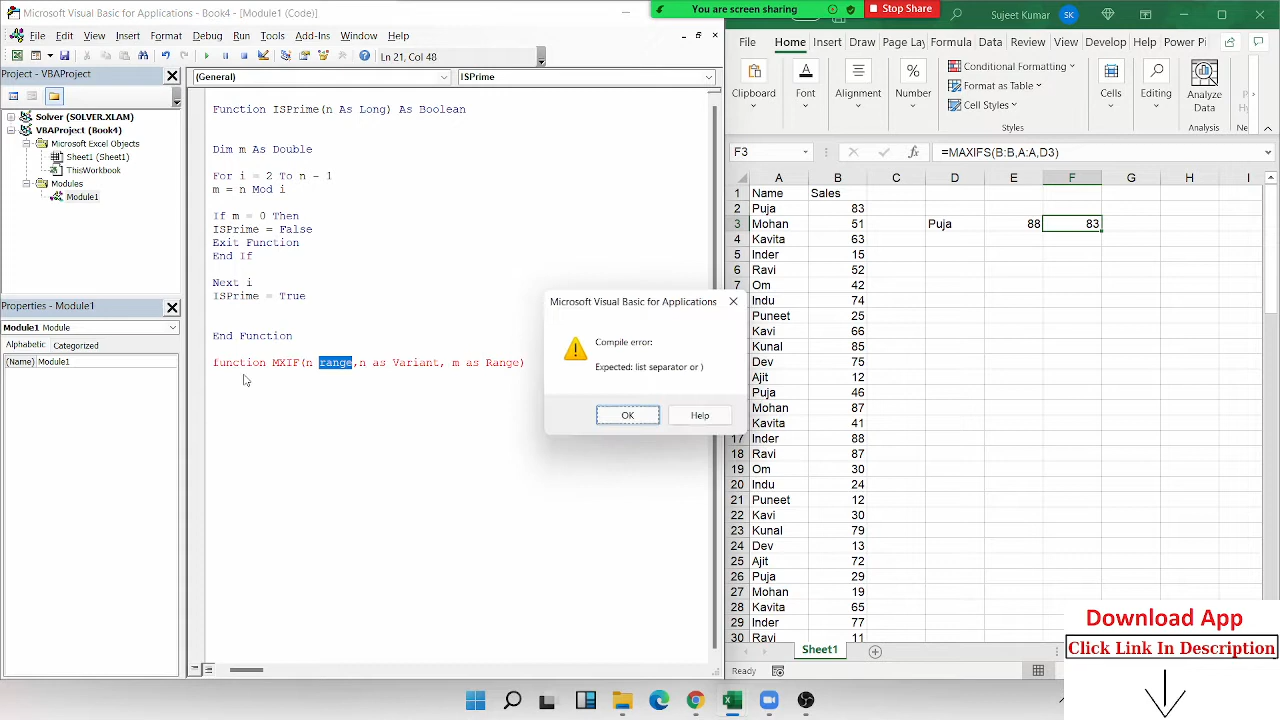 Microsoft Visual Basic for Applications - Book4 - [Module1 (Code)]
You are screen sharing
Stop Share
Sujeet Kumar
SK
File Edit View Insert Format Debug Run Tools Add-Ins Window Help
Ln 21, Col 48
File Home Insert Draw Page Lay Formula Data Review View Develop Help Power Pi
Clipboard
Font
Alignment
Number
Conditional Formatting
Format as Table
Cell Styles
Styles
Cells
Editing
Analyze Data
Analysis
Project - VBAProject
Solver (SOLVER.XLAM)
VBAProject (Book4)
Microsoft Excel Objects
Sheet1 (Sheet1)
ThisWorkbook
Modules
Module1
Properties - Module1
Module1 Module
Alphabetic Categorized
(Name) Module1
(General)
ISPrime
Function ISPrime(n As Long) As Boolean
Dim m As Double
For i = 2 To n - 1
m = n Mod i
If m = 0 Then
ISPrime = False
Exit Function
End If
Next i
ISPrime = True
End Function
function MXIF(n range,n as Variant, m as Range)
Microsoft Visual Basic for Applications
Compile error:
Expected: list separator or )
OK
Help
F3
fx
=MAXIFS(B:B,A:A,D3)
A B C D E F G H I
1 Name Sales
2 Puja 83
3 Mohan 51 Puja 88 83
4 Kavita 63
5 Inder 15
6 Ravi 52
7 Om 42
Indu 74
Puneet 25
Kavi 66
Kunal 85
Dev 75
Ajit 12
Puja 46
Mohan 87
Kavita 41
17 Inder 88
18 Ravi 87
19 Om 30
20 Indu 24
21 Puneet 12
22 Kavi 30
23 Kunal 79
24 Dev 13
25 Ajit 72
26 Puja 29
27 Mohan 19
28 Kavita 65
29 Inder 77
30 Ravi 11
Sheet1
Ready
Download App
Click Link In Description